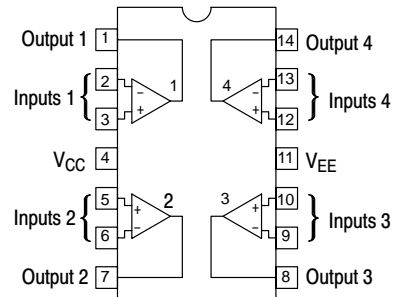 Output 1 1 14 Output 4
Inputs 1 { 2 − 1 4 − 13 } Inputs 4
3 + + 12
VCC 4 11 VEE
Inputs 2 { 5 + 2 3 + 10 } Inputs 3
6 − − 9
Output 2 7 8 Output 3